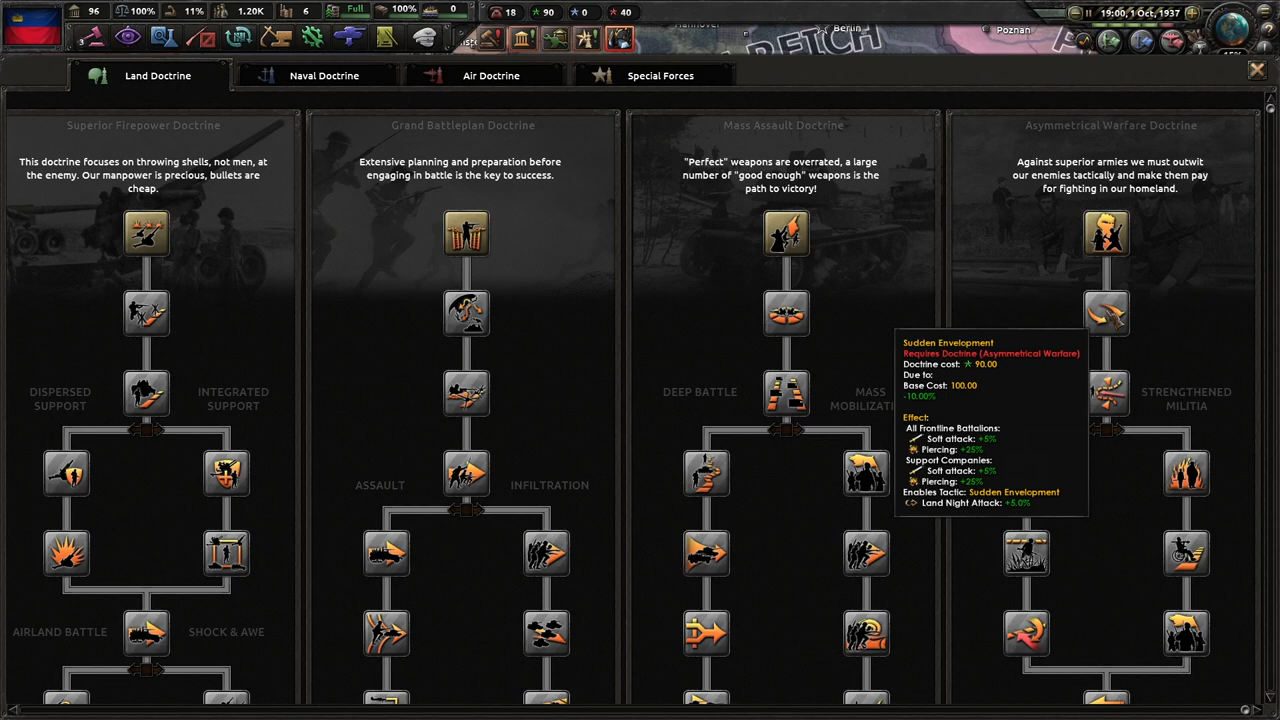 96
100%
11%
1.20K
6
Full
100%
0
18
90
0
40
19:00, 1 Oct, 1937
3
Berlin
Poznan
Land Doctrine
Naval Doctrine
Air Doctrine
Special Forces
Superior Firepower Doctrine
This doctrine focuses on throwing shells, not men, at
the enemy. Our manpower is precious, bullets are
cheap.
DISPERSED
SUPPORT
INTEGRATED
SUPPORT
AIRLAND BATTLE
SHOCK & AWE
Grand Battleplan Doctrine
Extensive planning and preparation before
engaging in battle is the key to success.
ASSAULT
INFILTRATION
Mass Assault Doctrine
"Perfect" weapons are overrated, a large
number of "good enough" weapons is the
path to victory!
DEEP BATTLE
MASS
Asymmetrical Warfare Doctrine
Against superior armies we must outwit
our enemies tactically and make them pay
for fighting in our homeland.
STRENGTHENED
MILITIA
Sudden Envelopment
Requires Doctrine (Asymmetrical Warfare)
Doctrine cost: 90.00
Due to:
Base Cost: 100.00
-10.00%
Effect:
All Frontline Battalions:
Soft attack: +5%
Piercing: +25%
Support Companies:
Soft attack: +5%
Piercing: +25%
Enables Tactic: Sudden Envelopment
Land Night Attack: +5.0%